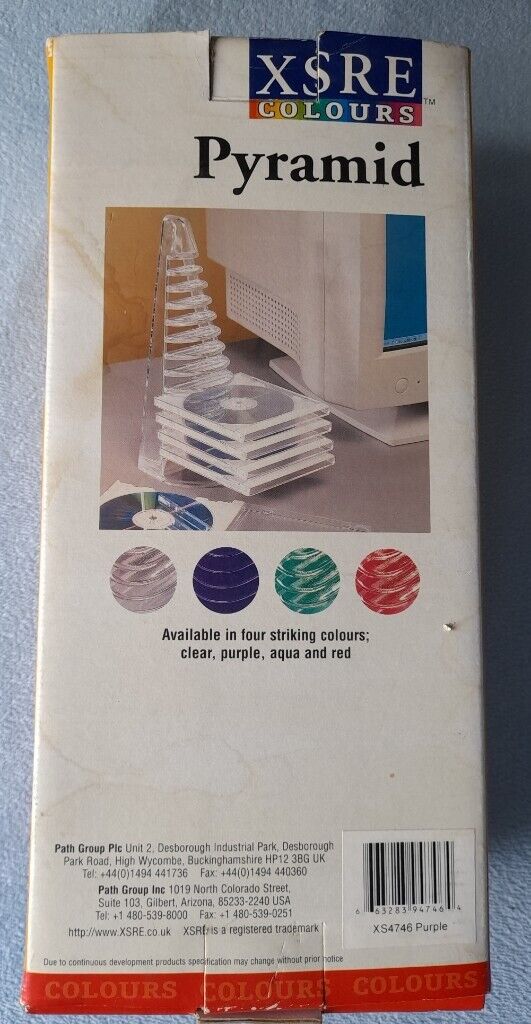 XSRE
COLOURS TM
Pyramid
Available in four striking colours;
clear, purple, aqua and red
Path Group Plc Unit 2, Desborough Industrial Park, Desborough
Park Road, High Wycombe, Buckinghamshire HP12 3BG UK
Tel: +44(0)1494 441736 Fax: +44(0)1494 440360
Path Group Inc 1019 North Colorado Street,
Suite 103, Gilbert, Arizona, 85233-2240 USA
Tel: +1 480-539-8000 Fax: +1 480-539-0251
http://www.XSRE.co.uk XSRE is a registered trademark
6 63283 94746 4
XS4746 Purple
Due to continuous development products specification may change without prior notice
COLOURS COLOURS COLOURS